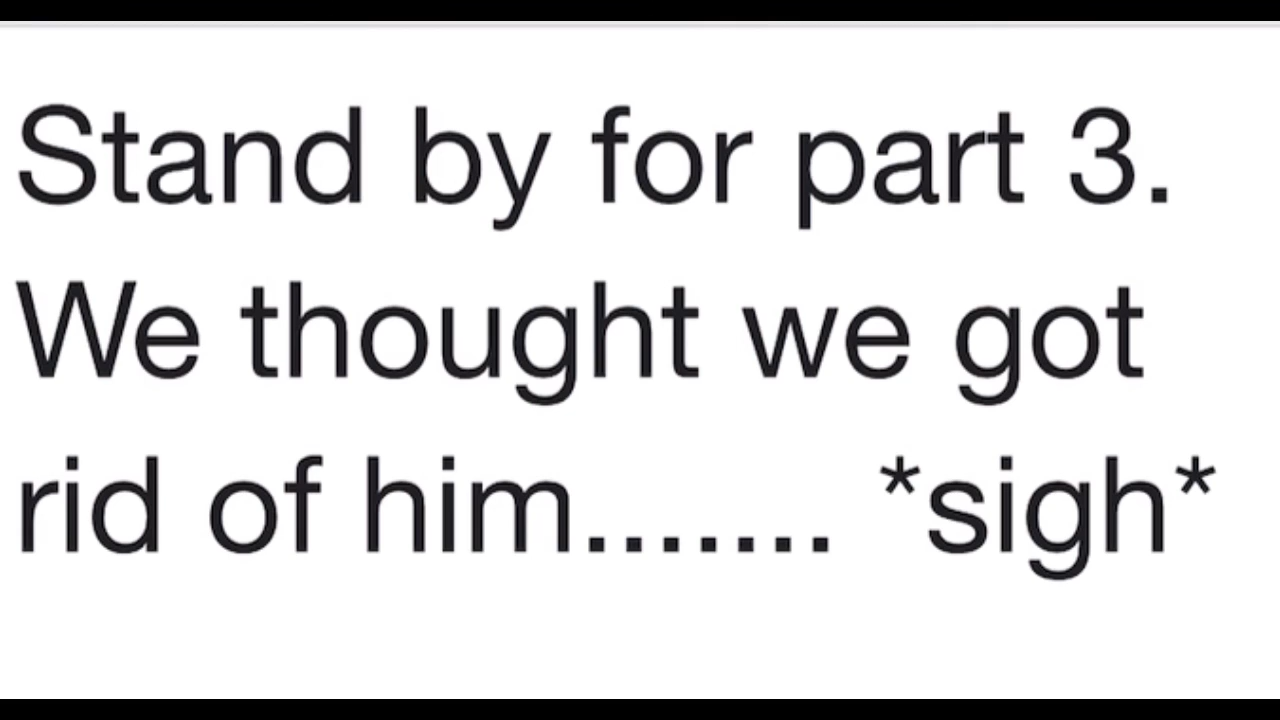 Stand by for part 3.
We thought we got
rid of him....... *sigh*